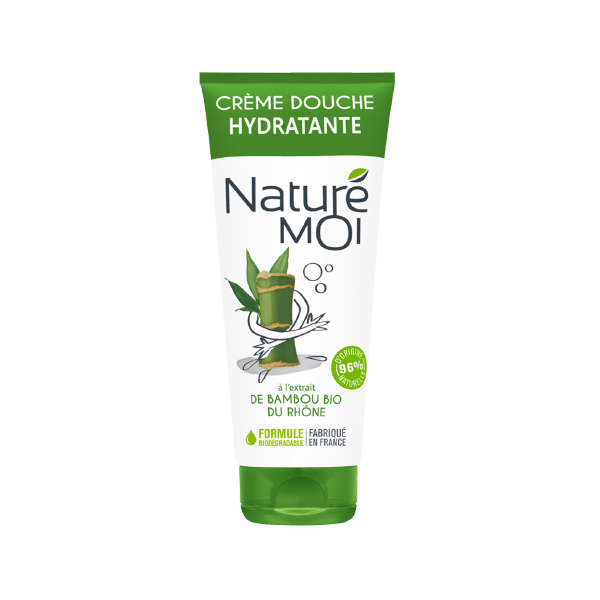 CRÈME DOUCHE
HYDRATANTE
Naturé
MOI
D'ORIGINE
96%
NATURELLE
à l'extrait
DE BAMBOU BIO
DU RHÔNE
FORMULE
BIODÉGRADABLE
FABRIQUÉ
EN FRANCE